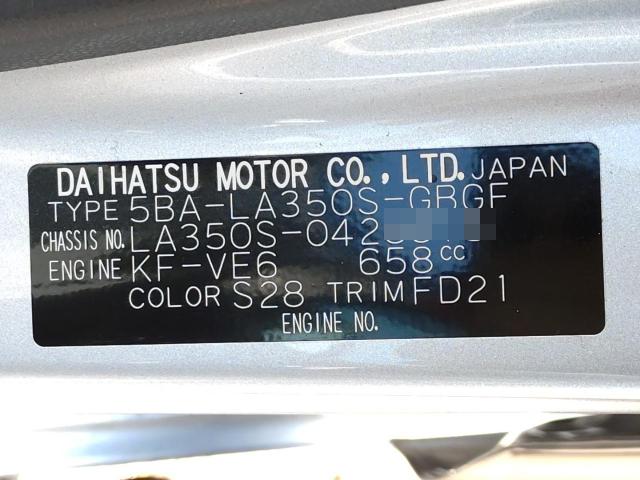 DAIHATSU MOTOR CO., LTD. JAPAN
TYPE 5BA-LA350S-GBGF
CHASSIS NO. LA350S-042
ENGINE KF-VE6 658cc
COLOR S28 TRIM FD21
ENGINE NO.